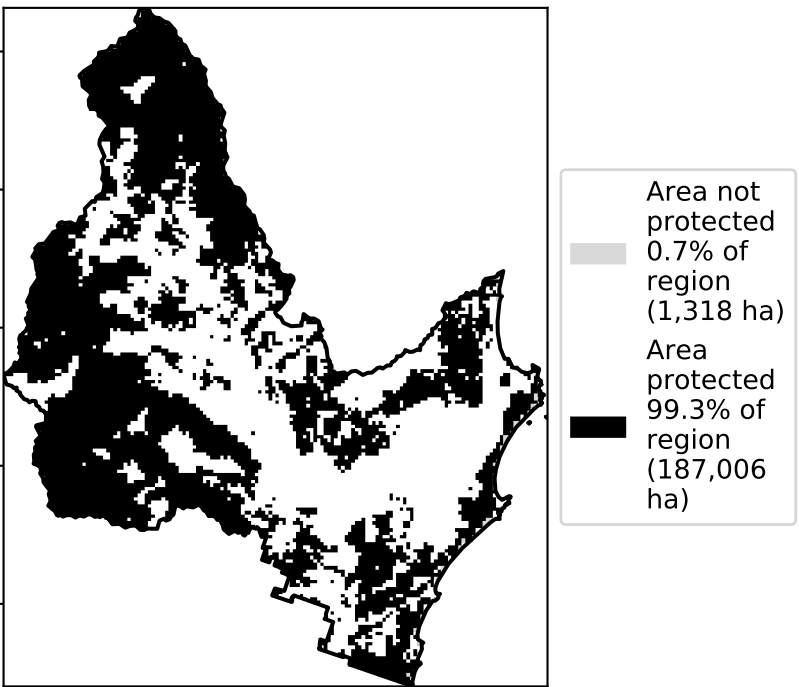 Area not
protected
0.7% of
region
(1,318 ha)
Area
protected
99.3% of
region
(187,006
ha)